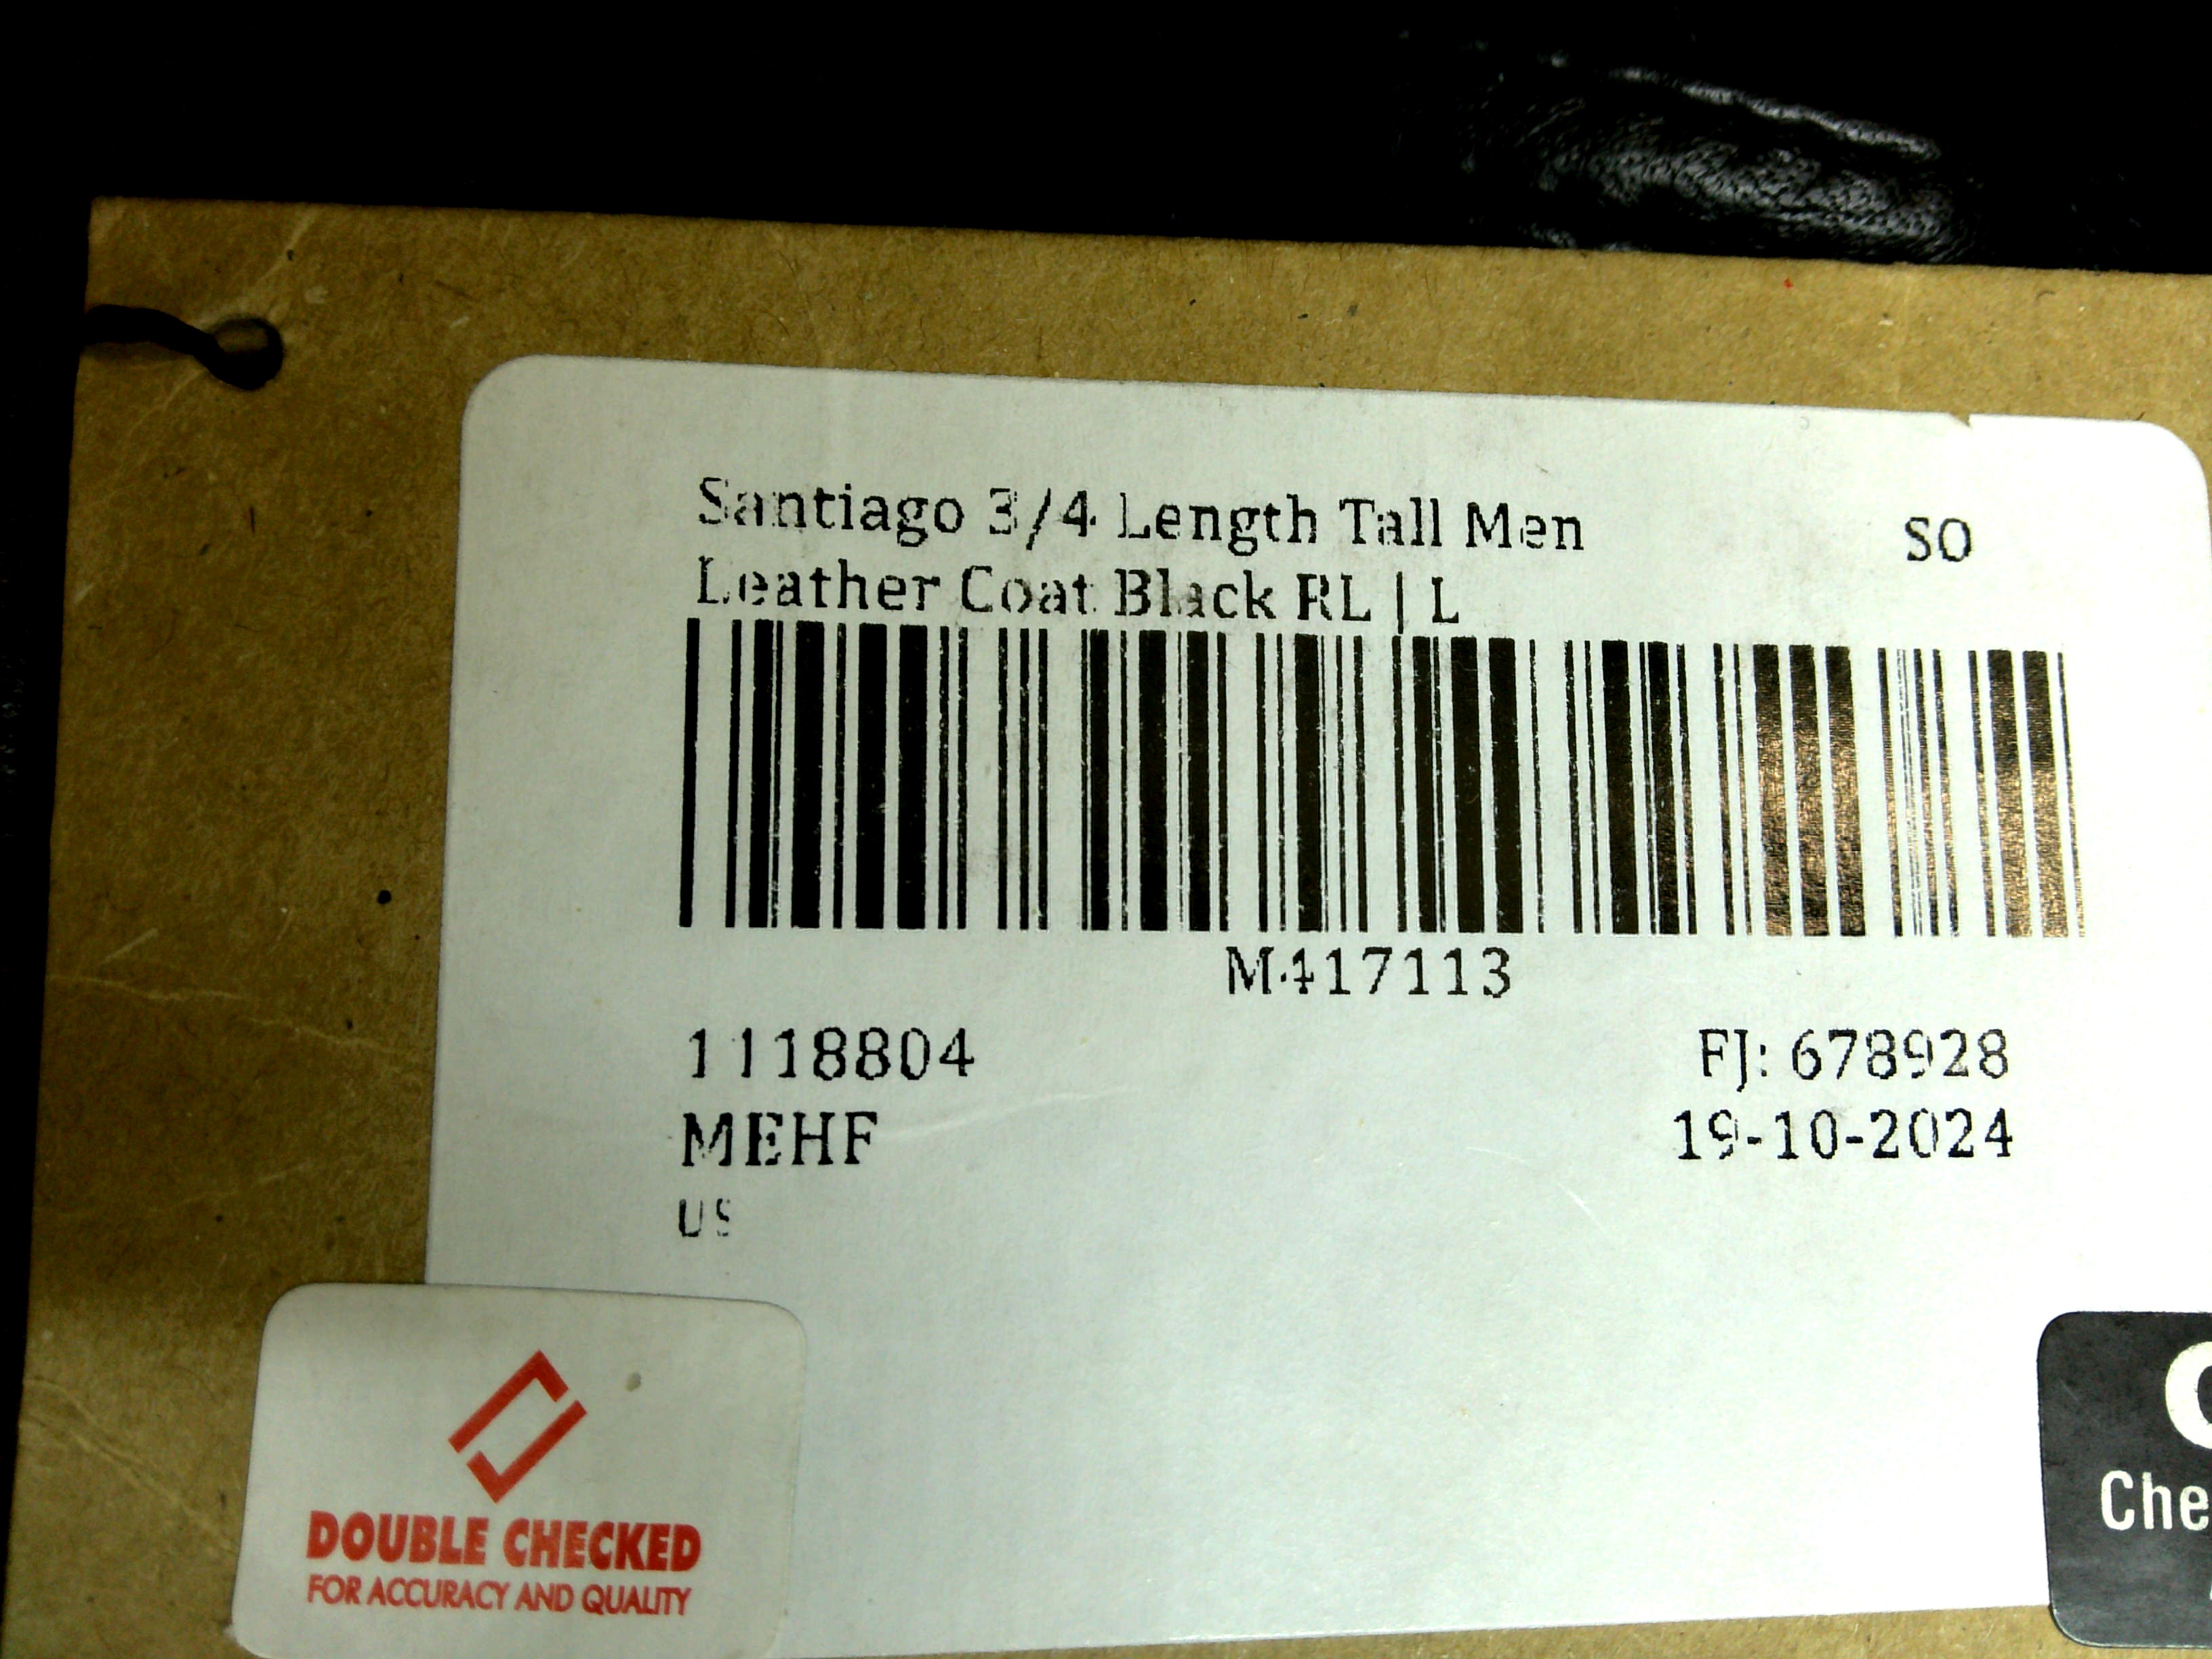 Santiago 3/4 Length Tall Men
Leather Coat Black RL | L
SO
M417113
1118804
FJ: 678928
MEHF
19-10-2024
US
DOUBLE CHECKED
FOR ACCURACY AND QUALITY